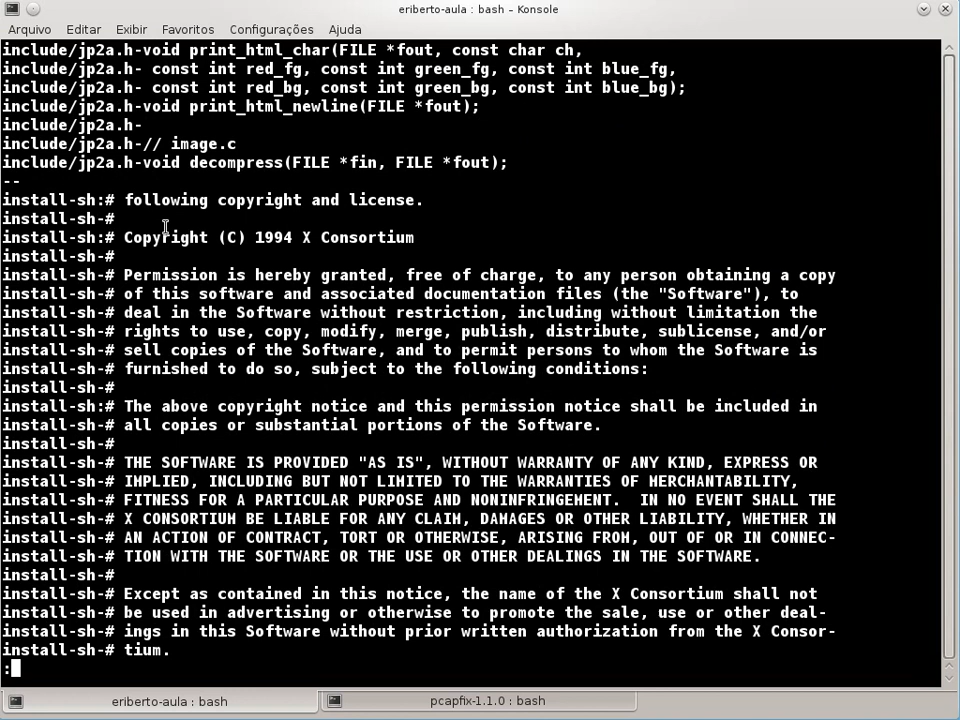 eriberto-aula : bash – Konsole
Arquivo Editar Exibir Favoritos Configurações Ajuda
include/jp2a.h-void print_html_char(FILE *fout, const char ch,
include/jp2a.h- const int red_fg, const int green_fg, const int blue_fg,
include/jp2a.h- const int red_bg, const int green_bg, const int blue_bg);
include/jp2a.h-void print_html_newline(FILE *fout);
include/jp2a.h-
include/jp2a.h-// image.c
include/jp2a.h-void decompress(FILE *fin, FILE *fout);
--
install-sh:# following copyright and license.
install-sh-#
install-sh:# Copyright (C) 1994 X Consortium
install-sh-#
install-sh-# Permission is hereby granted, free of charge, to any person obtaining a copy
install-sh-# of this software and associated documentation files (the "Software"), to
install-sh-# deal in the Software without restriction, including without limitation the
install-sh-# rights to use, copy, modify, merge, publish, distribute, sublicense, and/or
install-sh-# sell copies of the Software, and to permit persons to whom the Software is
install-sh-# furnished to do so, subject to the following conditions:
install-sh-#
install-sh:# The above copyright notice and this permission notice shall be included in
install-sh-# all copies or substantial portions of the Software.
install-sh-#
install-sh-# THE SOFTWARE IS PROVIDED "AS IS", WITHOUT WARRANTY OF ANY KIND, EXPRESS OR
install-sh-# IMPLIED, INCLUDING BUT NOT LIMITED TO THE WARRANTIES OF MERCHANTABILITY,
install-sh-# FITNESS FOR A PARTICULAR PURPOSE AND NONINFRINGEMENT.  IN NO EVENT SHALL THE
install-sh-# X CONSORTIUM BE LIABLE FOR ANY CLAIM, DAMAGES OR OTHER LIABILITY, WHETHER IN
install-sh-# AN ACTION OF CONTRACT, TORT OR OTHERWISE, ARISING FROM, OUT OF OR IN CONNEC-
install-sh-# TION WITH THE SOFTWARE OR THE USE OR OTHER DEALINGS IN THE SOFTWARE.
install-sh-#
install-sh-# Except as contained in this notice, the name of the X Consortium shall not
install-sh-# be used in advertising or otherwise to promote the sale, use or other deal-
install-sh-# ings in this Software without prior written authorization from the X Consor-
install-sh-# tium.
:
eriberto-aula : bash
pcapfix-1.1.0 : bash